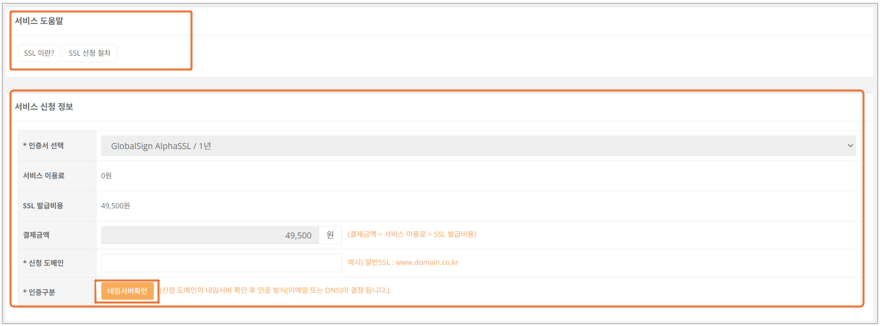 서비스 도움말
SSL 이란? SSL 신청 절차
서비스 신청 정보
* 인증서 선택 GlobalSign AlphaSSL / 1년
서비스 이용료 0원
SSL 발급비용 49,500원
결제금액 49,500 원 (결제금액 = 서비스 이용료 + SSL 발급비용)
* 신청 도메인 예시) 일반SSL : www.domain.co.kr
* 인증구분 네임서버확인 (신청 도메인의 네임서버 확인 후 인증 방식(이메일 또는 DNS)이 결정 됩니다.)